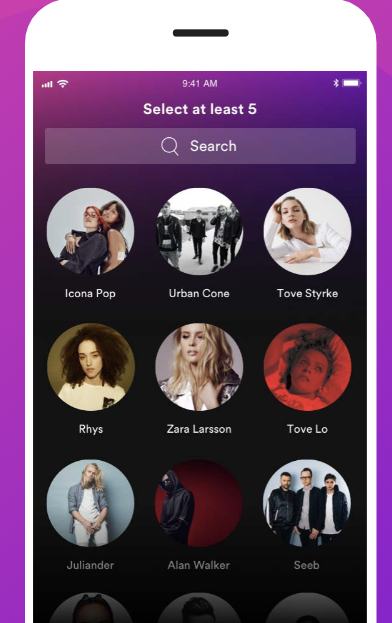 9:41 AM
Select at least 5
Search
Icona Pop
Urban Cone
Tove Styrke
Rhys
Zara Larsson
Tove Lo
Juliander
Alan Walker
Seeb